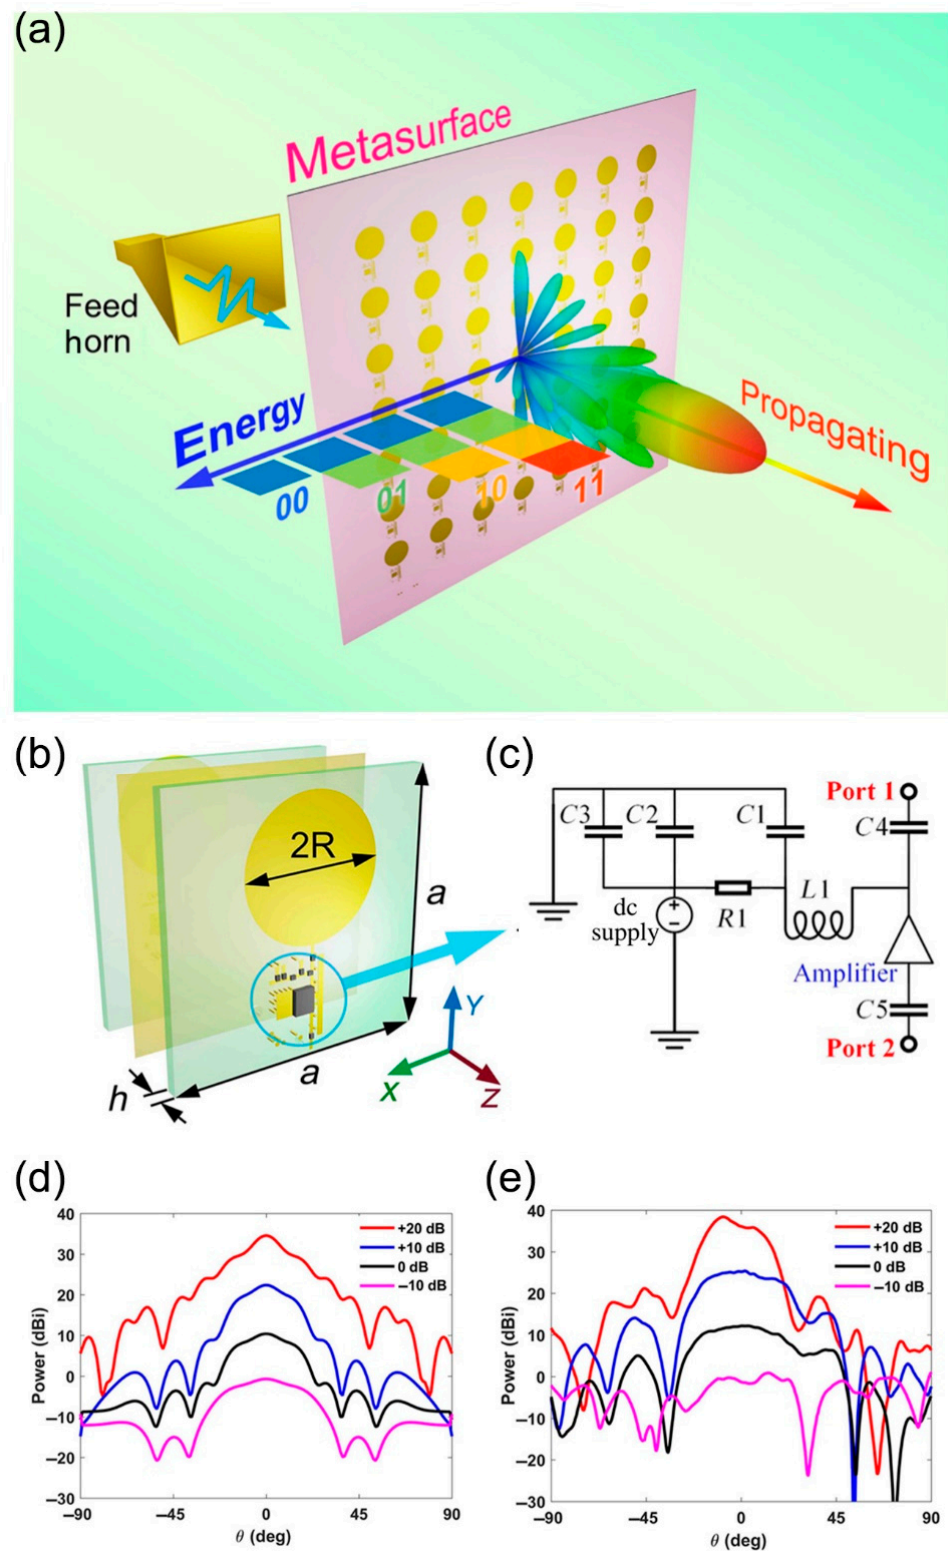 (a)
Metasurface
Feed
horn
Energy
Propagating
00
01
10
11
(b)
2R
a
a
h
Y
X
Z
(c)
Port 1
C3
C2
C1
C4
L1
dc
supply
R1
Amplifier
C5
Port 2
(d)
40
30
20
10
0
−10
−20
−30
Power (dBi)
+20 dB
+10 dB
0 dB
−10 dB
−90
−45
0
45
90
θ (deg)
(e)
40
30
20
10
0
−10
−20
−30
Power (dBi)
+20 dB
+10 dB
0 dB
−10 dB
−90
−45
0
45
90
θ (deg)